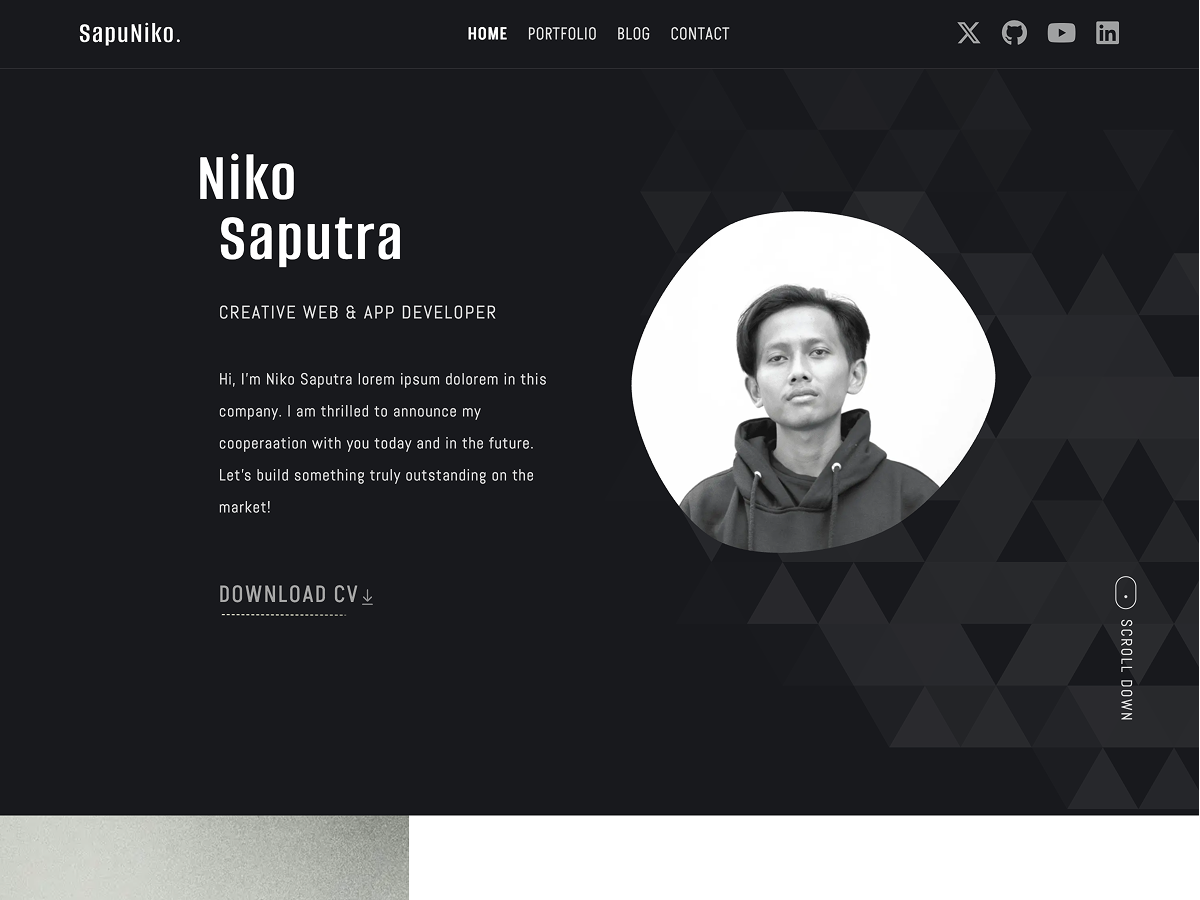 SapuNiko.
HOME PORTFOLIO BLOG CONTACT
Niko
Saputra
CREATIVE WEB & APP DEVELOPER
Hi, I'm Niko Saputra lorem ipsum dolorem in this
company. I am thrilled to announce my
cooperaation with you today and in the future.
Let's build something truly outstanding on the
market!
DOWNLOAD CV
SCROLL DOWN